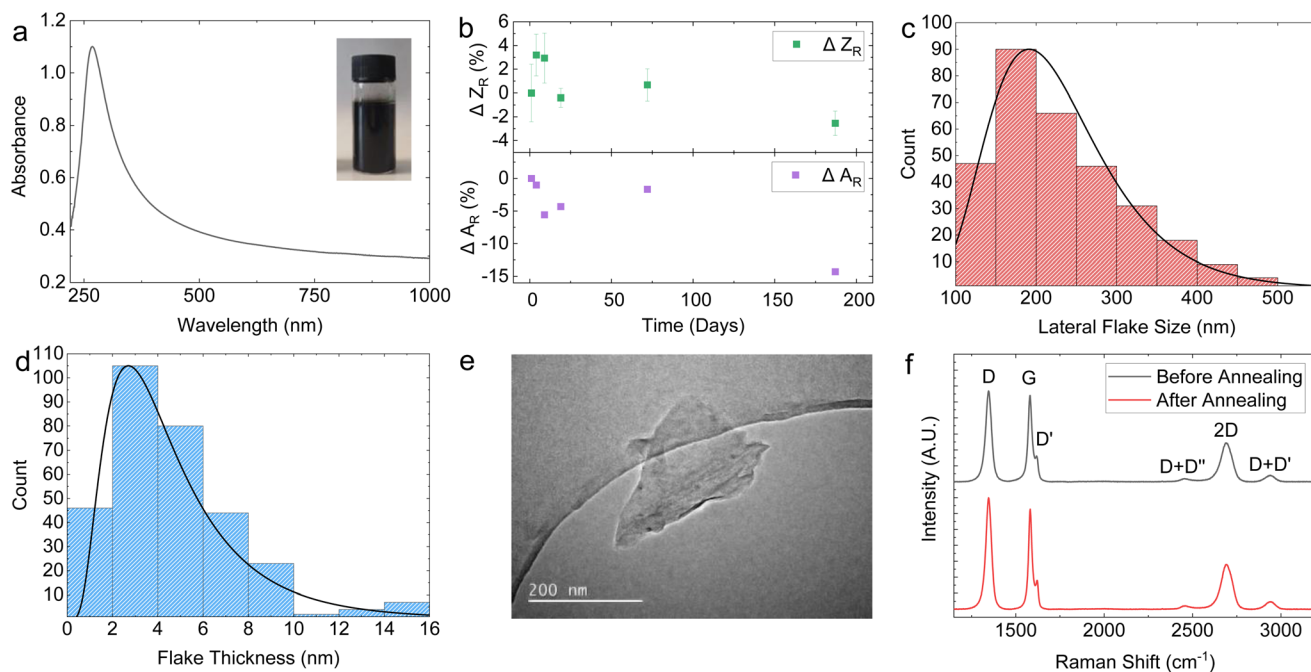 a
1.2
1.0
0.8
0.6
0.4
0.2
Absorbance
250
500
750
1000
Wavelength (nm)
b
6
4
2
0
-2
-4
Δ Z_R (%)
Δ Z_R
0
-5
-10
-15
Δ A_R (%)
Δ A_R
0
50
100
150
200
Time (Days)
c
100
90
80
70
60
50
40
30
20
10
Count
100
200
300
400
500
Lateral Flake Size (nm)
d
110
100
90
80
70
60
50
40
30
20
10
Count
0
2
4
6
8
10
12
14
16
Flake Thickness (nm)
e
200 nm
f
Before Annealing
After Annealing
D
G
D'
D+D''
2D
D+D'
Intensity (A.U.)
1500
2000
2500
3000
Raman Shift (cm⁻¹)